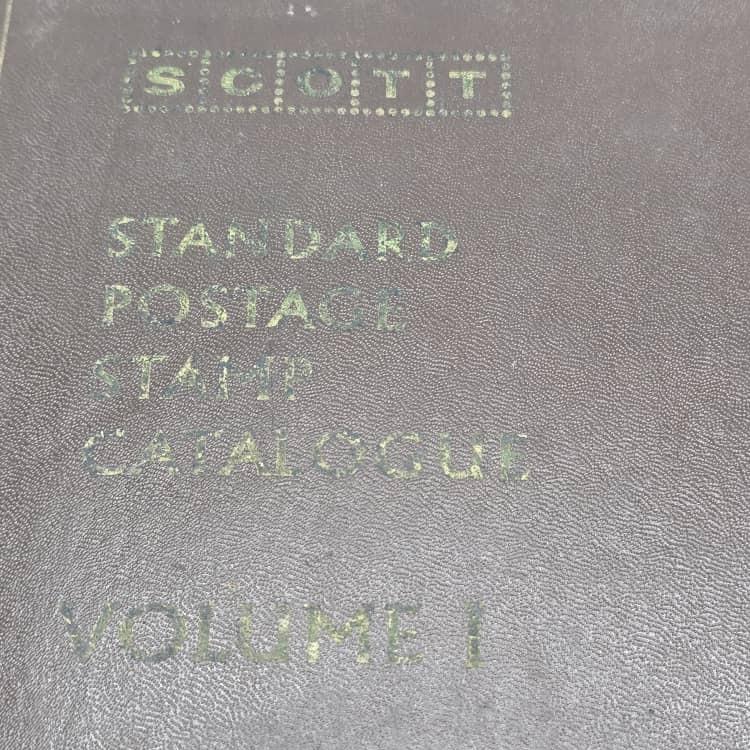 SCOTT
STANDARD
POSTAGE
STAMP
CATALOGUE
VOLUME I